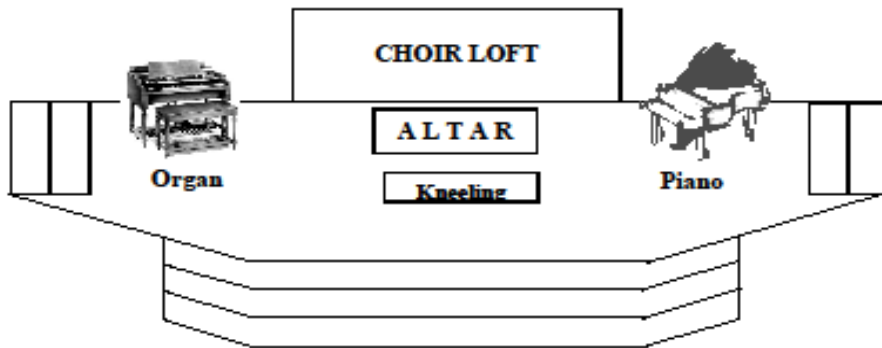 CHOIR LOFT
A L T A R
Organ
Kneeling
Piano